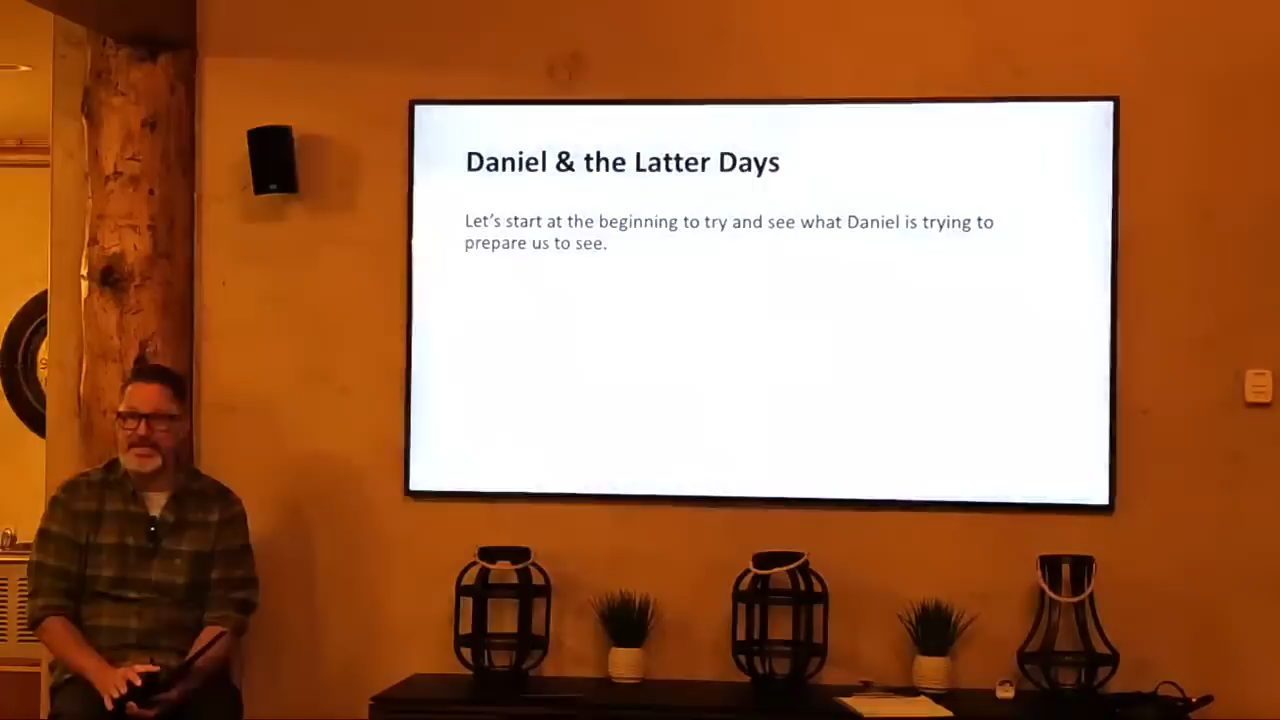 Daniel & the Latter Days
Let's start at the beginning to try and see what Daniel is trying to
prepare us to see.